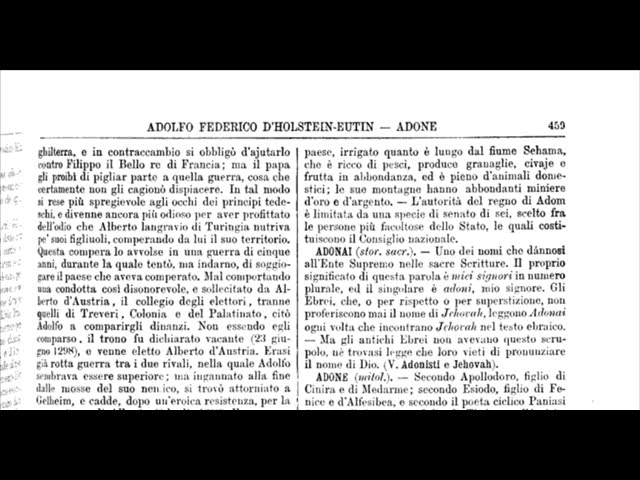 ADOLFO FEDERICO D'HOLSTEIN-EUTIN — ADONE 459
ghilterra, e in contraccambio si obbligò d'ajutarlo
contro Filippo il Bello re di Francia; ma il papa
gli proibì di pigliar parte a quella guerra, cosa che
certamente non gli cagionò dispiacere. In tal modo
si rese più spregievole agli occhi dei principi tede-
schi, e divenne ancora più odioso per aver profittato
dell'odio che Alberto langravio di Turingia nutriva
pe' suoi figliuoli, comperando da lui il suo territorio.
Questa compera lo avvolse in una guerra di cinque
anni, durante la quale tentò, ma indarno, di soggio-
gare il paese che aveva comperato. Mal comportando
una condotta così disonorevole, e sollecitato da Al-
berto d'Austria, il collegio degli elettori, tranne
quelli di Treveri, Colonia e del Palatinato, citò
Adolfo a comparirgli dinanzi. Non essendo egli
comparso, il trono fu dichiarato vacante (23 giu-
gno 1298), e venne eletto Alberto d'Austria. Erasi
già rotta guerra tra i due rivali, nella quale Adolfo
sembrava essere superiore; ma ingannato alla fine
dalle mosse del suo nemico, si trovò attorniato a
Gelheim, e cadde, dopo un'eroica resistenza, per la
paese, irrigato quanto è lungo dal fiume Sehama,
che è ricco di pesci, produce granaglie, civaje e
frutta in abbondanza, ed è pieno d'animali dome-
stici; le sue montagne hanno abbondanti miniere
d'oro e d'argento. — L'autorità del regno di Adom
è limitata da una specie di senato di sei, scelto fra
le persone più facoltose dello Stato, le quali costi-
tuiscono il Consiglio nazionale.
ADONAI (stor. sacr.). — Uno dei nomi che dànnosi
all'Ente Supremo nelle sacre Scritture. Il proprio
significato di questa parola è miei signori in numero
plurale, ed il singolare è adoni, mio signore. Gli
Ebrei, che, o per rispetto o per superstizione, non
proferiscono mai il nome di Jehorah, leggono Adonai
ogni volta che incontrano Jehorah nel testo ebraico.
— Ma gli antichi Ebrei non avevano questo scru-
polo, nè trovasi legge che loro vieti di pronunziare
il nome di Dio. (V. Adonisti e Jehovah).
ADONE (mitol.). — Secondo Apollodoro, figlio di
Cinira e di Medarme; secondo Esiodo, figlio di Fe-
nice e d'Alfesibea, e secondo il poeta ciclico Paniasi